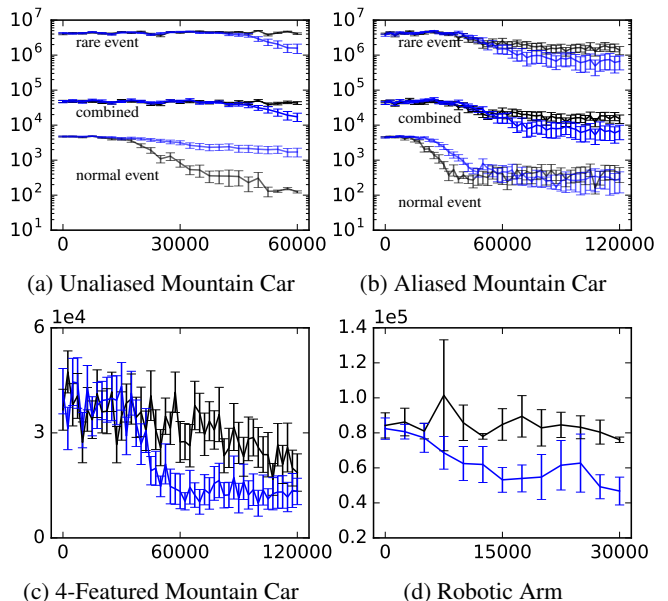 10^7
10^6
10^5
10^4
10^3
10^2
10^1
rare event
combined
normal event
0 30000 60000
(a) Unaliased Mountain Car
10^7
10^6
10^5
10^4
10^3
10^2
10^1
rare event
combined
normal event
0 60000 120000
(b) Aliased Mountain Car
1e4
6
3
0
0 60000 120000
(c) 4-Featured Mountain Car
1e5
1.4
1.2
1.0
0.8
0.6
0.4
0.2
0 15000 30000
(d) Robotic Arm